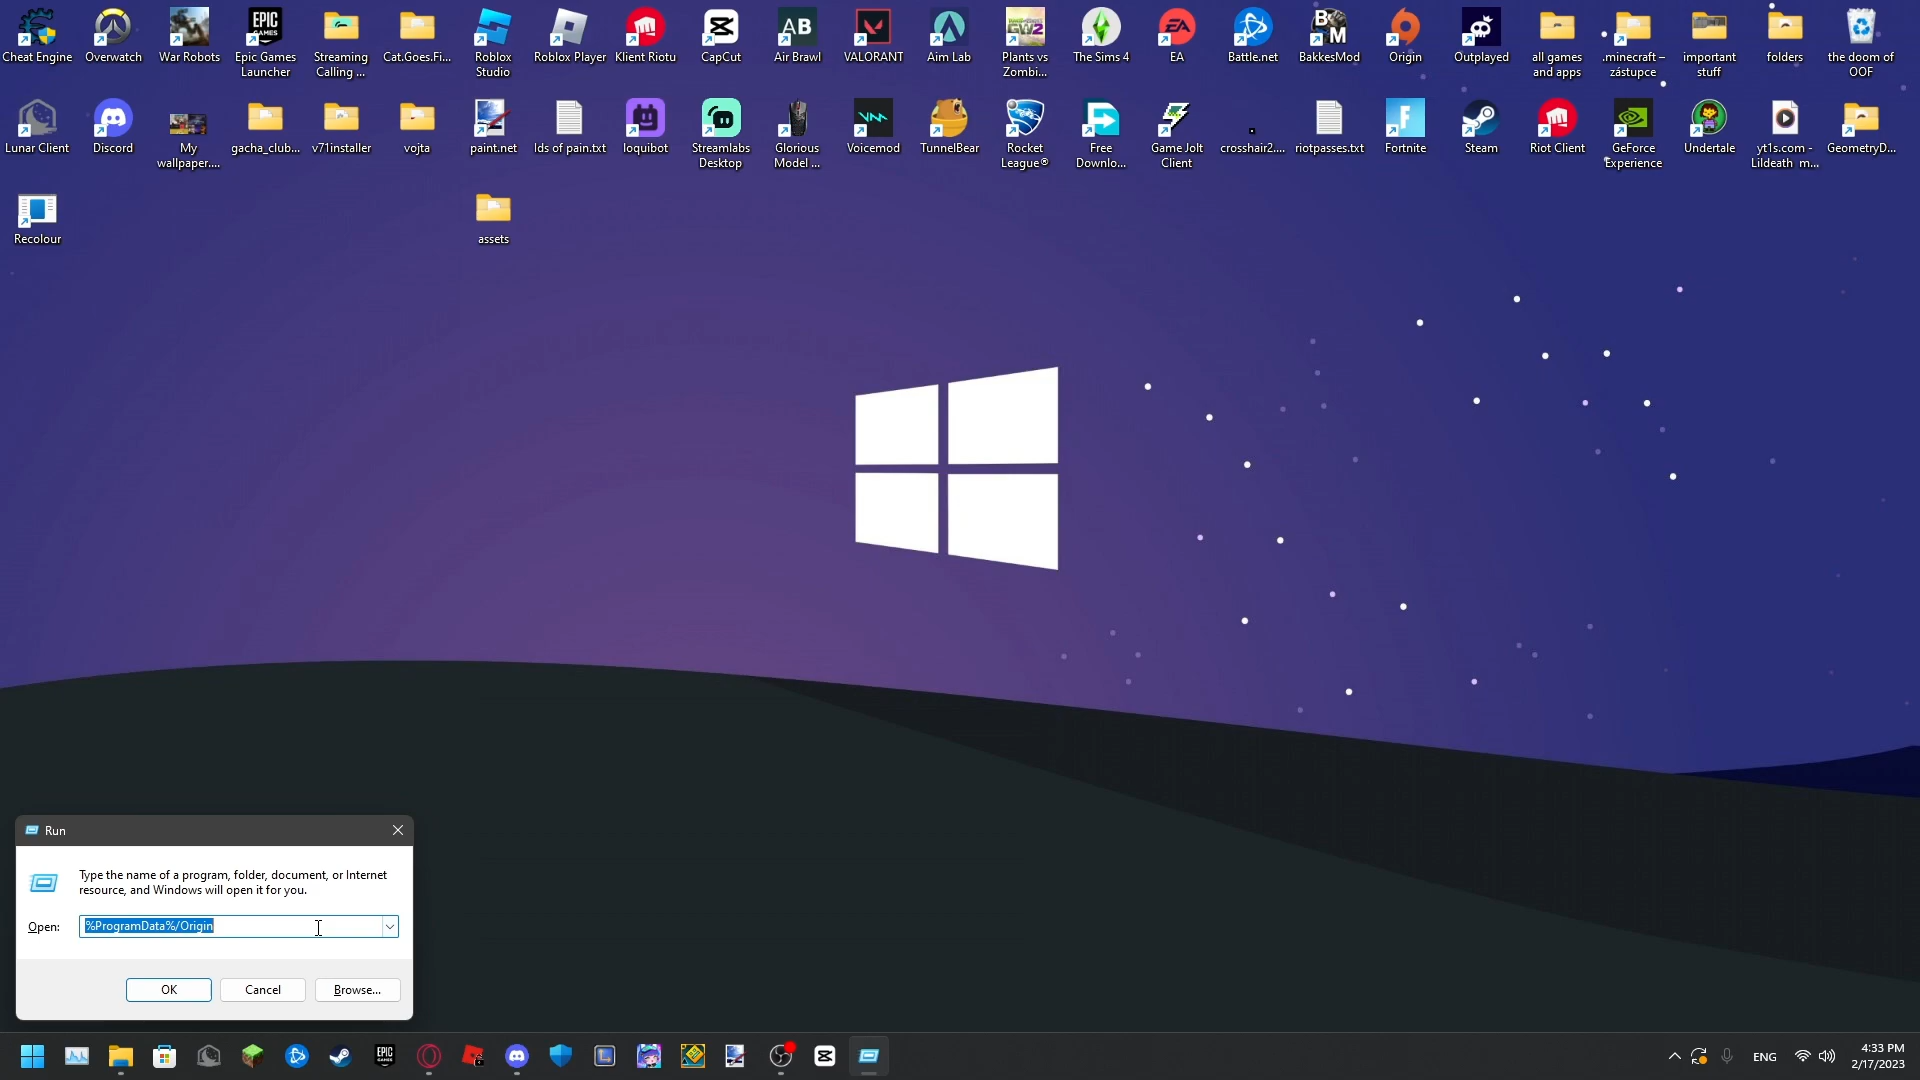 Cheat Engine
Overwatch
War Robots
Epic Games
Launcher
Streaming
Calling ...
Cat.Goes.Fi...
Roblox
Studio
Roblox Player
Klient Riotu
CapCut
Air Brawl
VALORANT
Aim Lab
Plants vs
Zombi...
The Sims 4
EA
Battle.net
BakkesMod
Origin
Outplayed
all games
and apps
.minecraft –
zástupce
important
stuff
folders
the doom of
OOF
Lunar Client
Discord
My
wallpaper....
gacha_club...
v71installer
vojta
paint.net
Ids of pain.txt
loquibot
Streamlabs
Desktop
Glorious
Model ...
Voicemod
TunnelBear
Rocket
League®
Free
Downlo...
Game Jolt
Client
crosshair2....
riotpasses.txt
Fortnite
Steam
Riot Client
GeForce
Experience
Undertale
yt1s.com -
Lildeath m...
GeometryD...
Recolour
assets
Run
Type the name of a program, folder, document, or Internet
resource, and Windows will open it for you.
Open:
%ProgramData%/Origin
OK
Cancel
Browse...
ENG
4:33 PM
2/17/2023